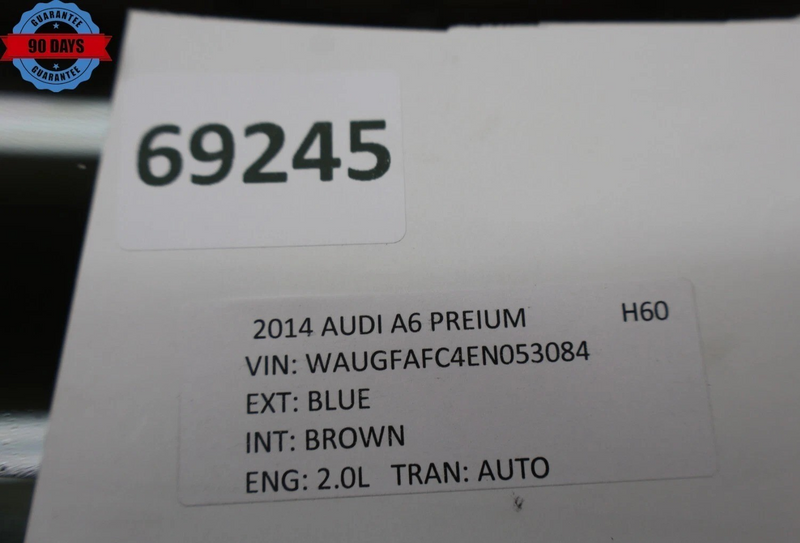 GUARANTEE
90 DAYS
GUARANTEE
69245
2014 AUDI A6 PREIUM H60
VIN: WAUGFAFC4EN053084
EXT: BLUE
INT: BROWN
ENG: 2.0L TRAN: AUTO